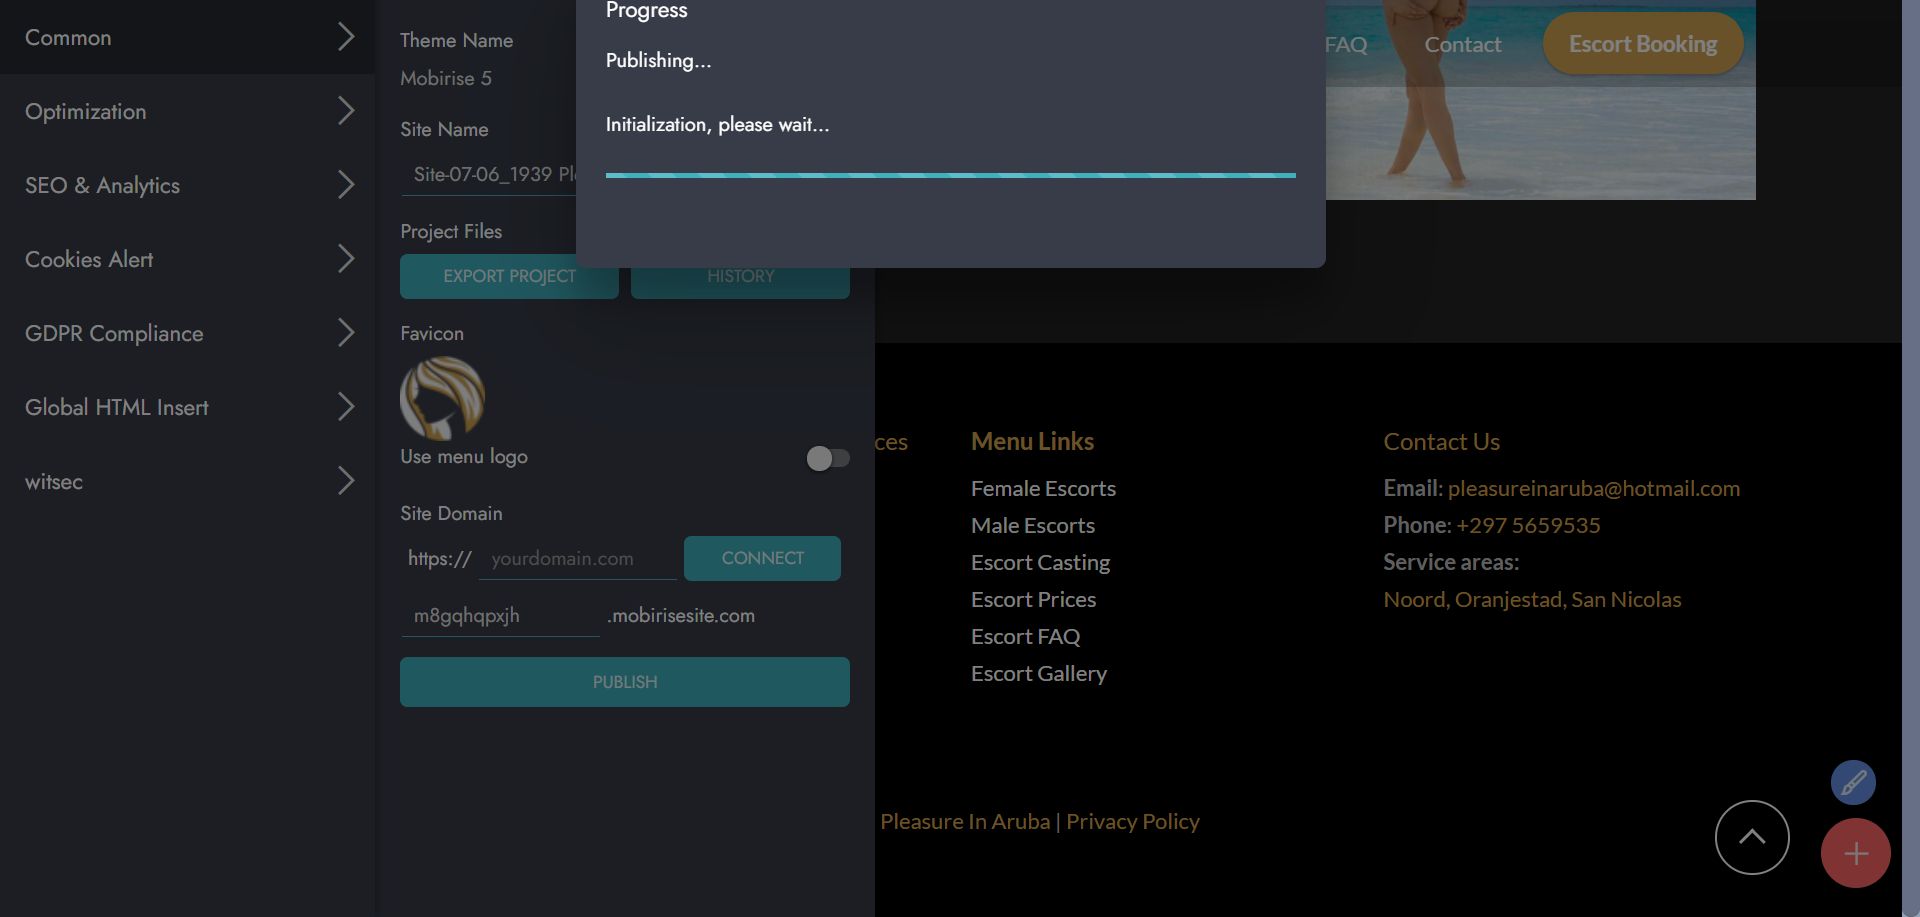 Common
Optimization
SEO & Analytics
Cookies Alert
GDPR Compliance
Global HTML Insert
witsec
Theme Name
Mobirise 5
Site Name
Site-07-06_1939 Ple
Project Files
EXPORT PROJECT
HISTORY
Favicon
Use menu logo
Site Domain
https://
yourdomain.com
CONNECT
m8gqhqpxjh
.mobirisesite.com
PUBLISH
Progress
Publishing...
Initialization, please wait...
FAQ
Contact
Escort Booking
ces
Menu Links
Female Escorts
Male Escorts
Escort Casting
Escort Prices
Escort FAQ
Escort Gallery
Contact Us
Email: pleasureinaruba@hotmail.com
Phone: +297 5659535
Service areas:
Noord, Oranjestad, San Nicolas
Pleasure In Aruba | Privacy Policy